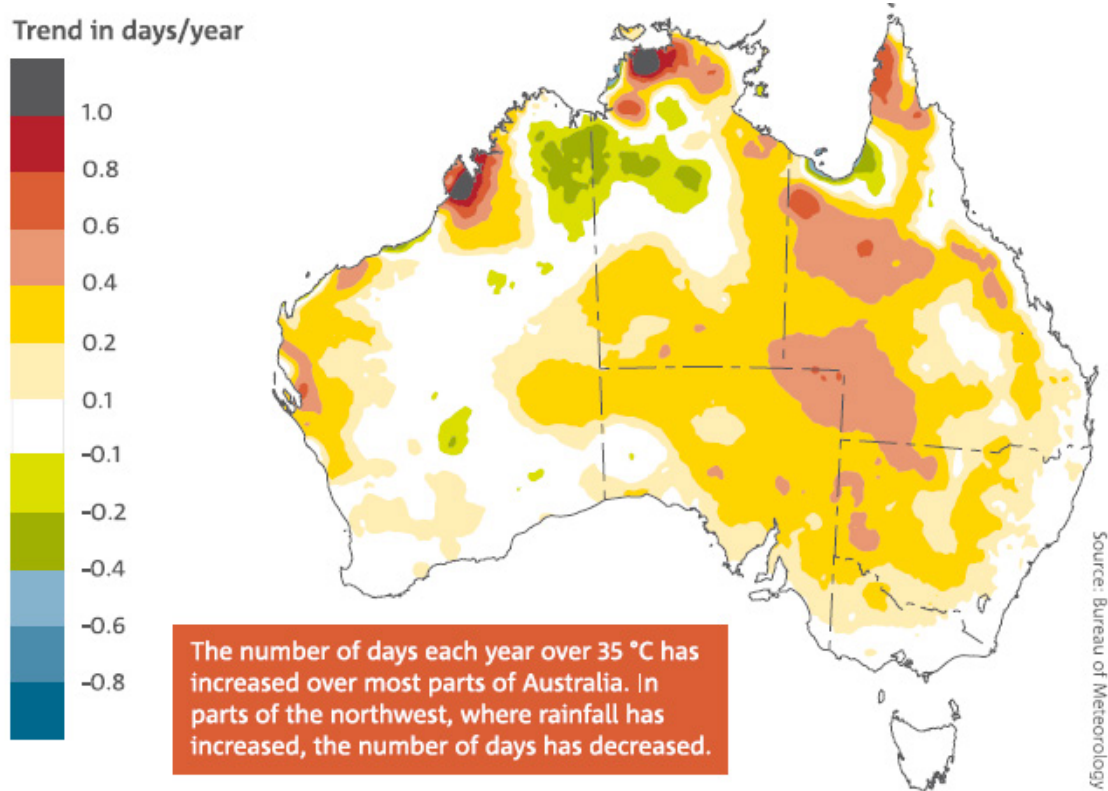 Trend in days/year
1.0
0.8
0.6
0.4
0.2
0.1
-0.1
-0.2
-0.4
-0.6
-0.8
The number of days each year over 35 °C has
increased over most parts of Australia. In
parts of the northwest, where rainfall has
increased, the number of days has decreased.
Source: Bureau of Meteorology